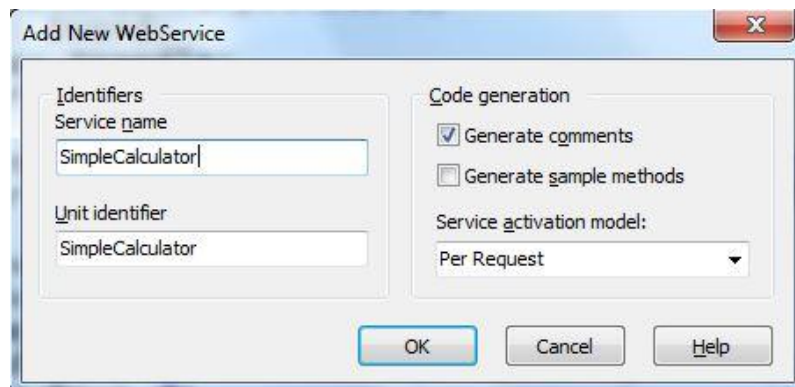 Add New WebService
Identifiers
Service name
SimpleCalculator
Unit identifier
SimpleCalculator
Code generation
Generate comments
Generate sample methods
Service activation model:
Per Request
OK
Cancel
Help